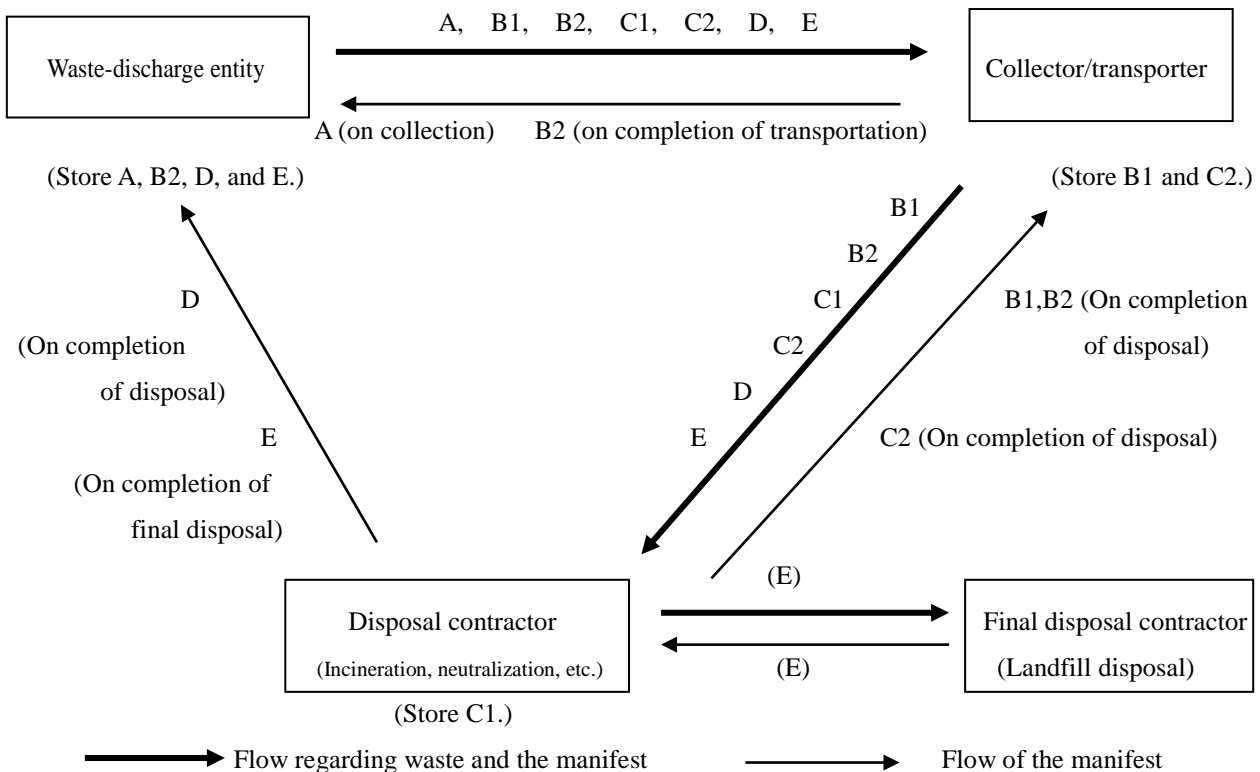 A, B1, B2, C1, C2, D, E
Waste-discharge entity
Collector/transporter
A (on collection) B2 (on completion of transportation)
(Store A, B2, D, and E.)
(Store B1 and C2.)
B1
B2
C1
C2
D
E
D
(On completion
of disposal)
E
(On completion of
final disposal)
B1,B2 (On completion
of disposal)
C2 (On completion of disposal)
(E)
Disposal contractor
(Incineration, neutralization, etc.)
(Store C1.)
(E)
Final disposal contractor
(Landfill disposal)
Flow regarding waste and the manifest
Flow of the manifest